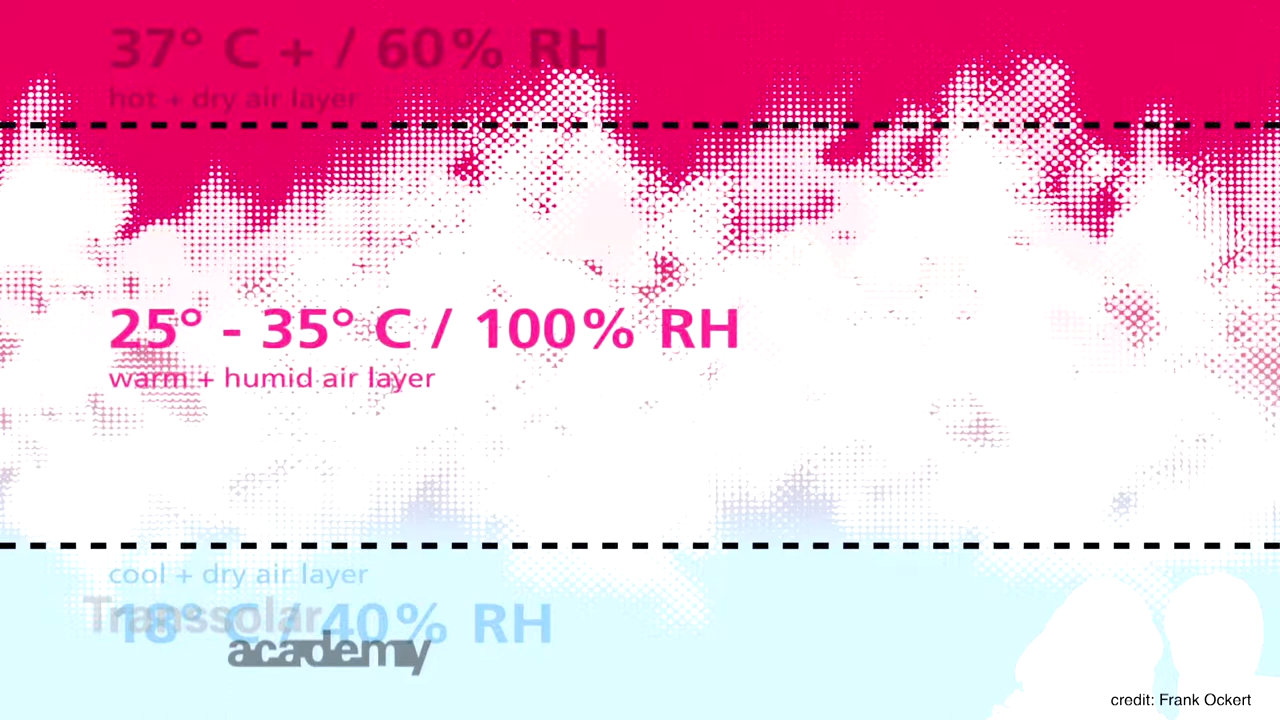 37° C + / 60% RH
hot + dry air layer
25° - 35° C / 100% RH
warm + humid air layer
cool + dry air layer
18° C / 40% RH
Transsolar
academy
credit: Frank Ockert